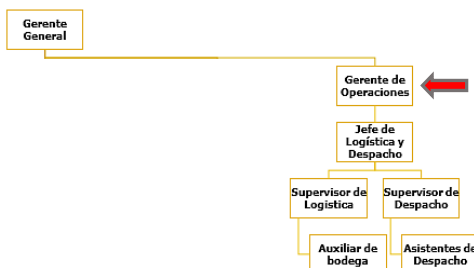 Gerente
General
Gerente de
Operaciones
Jefe de
Logística y
Despacho
Supervisor de
Logistica
Supervisor de
Despacho
Auxiliar de
bodega
Asistentes de
Despacho